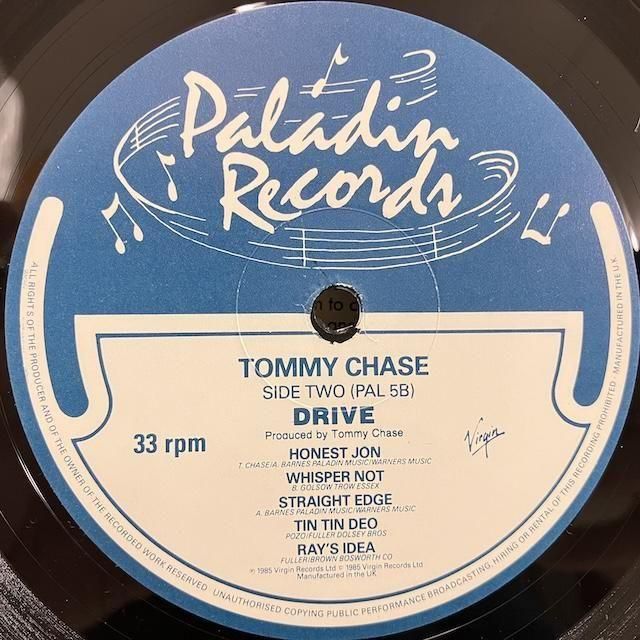 Paladin
Records
TOMMY CHASE
SIDE TWO (PAL 5B)
DRIVE
Produced by Tommy Chase
33 rpm
Virgin
HONEST JON
T. CHASE/A. BARNES PALADIN MUSIC/WARNERS MUSIC
WHISPER NOT
B. GOLSOW TROW ESSEX
STRAIGHT EDGE
A. BARNES PALADIN MUSIC/WARNERS MUSIC
TIN TIN DEO
POZO/FULLER DOLSEY BROS
RAY'S IDEA
FULLER/BROWN BOSWORTH CO
℗ 1985 Virgin Records Ltd © 1985 Virgin Records Ltd
Manufactured in the UK
ALL RIGHTS OF THE PRODUCER AND OF THE OWNER OF THE RECORDED WORK RESERVED. UNAUTHORISED COPYING PUBLIC PERFORMANCE BROADCASTING, HIRING OR RENTAL OF THIS RECORDING PROHIBITED · MANUFACTURED IN THE U.K.